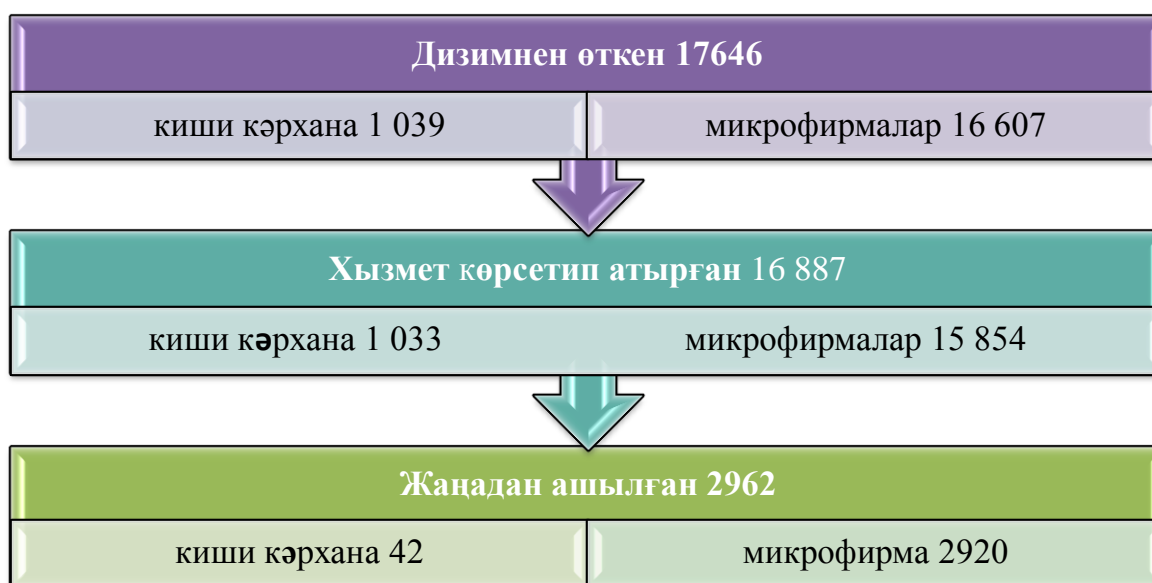 Дизимнен өткен 17646
киши кәрхана 1 039
микрофирмалар 16 607
Хызмет көрсетип атырған 16 887
киши кәрхана 1 033
микрофирмалар 15 854
Жаңадан ашылған 2962
киши кәрхана 42
микрофирма 2920